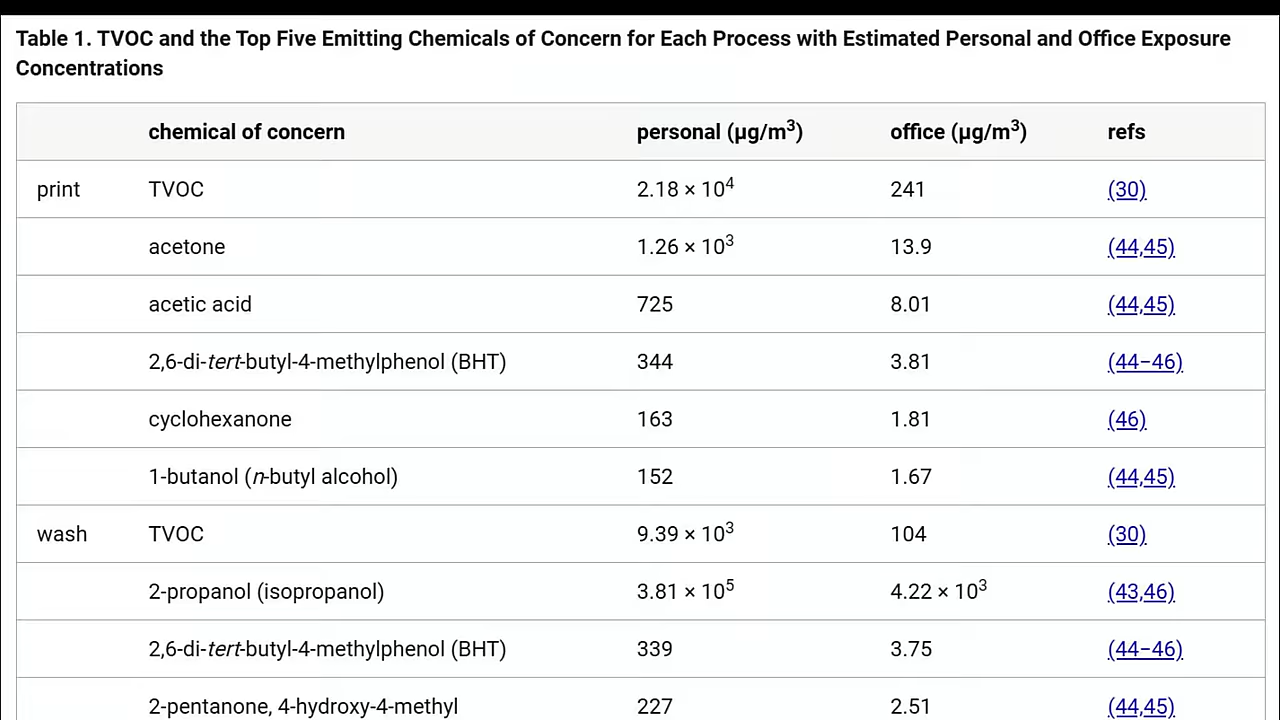 Table 1. TVOC and the Top Five Emitting Chemicals of Concern for Each Process with Estimated Personal and Office Exposure
Concentrations
chemical of concern personal (μg/m³) office (μg/m³) refs
print TVOC 2.18 × 10⁴ 241 (30)
acetone 1.26 × 10³ 13.9 (44,45)
acetic acid 725 8.01 (44,45)
2,6-di-tert-butyl-4-methylphenol (BHT) 344 3.81 (44−46)
cyclohexanone 163 1.81 (46)
1-butanol (n-butyl alcohol) 152 1.67 (44,45)
wash TVOC 9.39 × 10³ 104 (30)
2-propanol (isopropanol) 3.81 × 10⁵ 4.22 × 10³ (43,46)
2,6-di-tert-butyl-4-methylphenol (BHT) 339 3.75 (44−46)
2-pentanone, 4-hydroxy-4-methyl 227 2.51 (44,45)